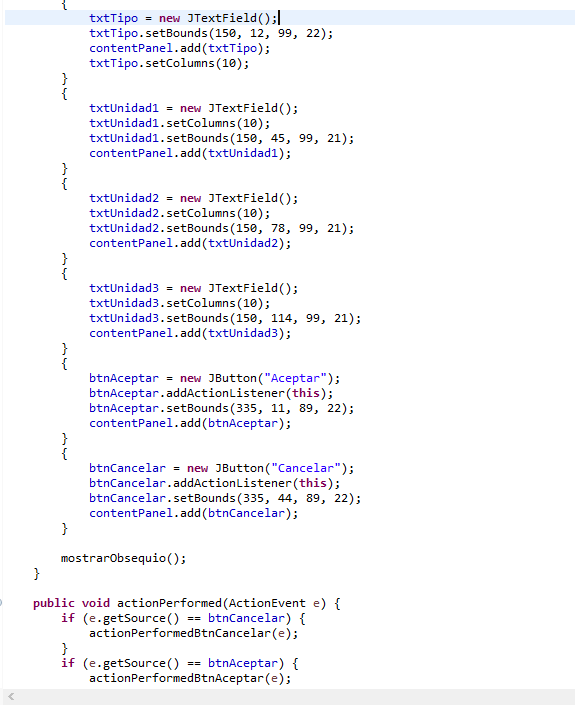 {
txtTipo = new JTextField();
txtTipo.setBounds(150, 12, 99, 22);
contentPanel.add(txtTipo);
txtTipo.setColumns(10);
}
{
txtUnidad1 = new JTextField();
txtUnidad1.setColumns(10);
txtUnidad1.setBounds(150, 45, 99, 21);
contentPanel.add(txtUnidad1);
}
{
txtUnidad2 = new JTextField();
txtUnidad2.setColumns(10);
txtUnidad2.setBounds(150, 78, 99, 21);
contentPanel.add(txtUnidad2);
}
{
txtUnidad3 = new JTextField();
txtUnidad3.setColumns(10);
txtUnidad3.setBounds(150, 114, 99, 21);
contentPanel.add(txtUnidad3);
}
{
btnAceptar = new JButton("Aceptar");
btnAceptar.addActionListener(this);
btnAceptar.setBounds(335, 11, 89, 22);
contentPanel.add(btnAceptar);
}
{
btnCancelar = new JButton("Cancelar");
btnCancelar.addActionListener(this);
btnCancelar.setBounds(335, 44, 89, 22);
contentPanel.add(btnCancelar);
}
mostrarObsequio();
}
public void actionPerformed(ActionEvent e) {
if (e.getSource() == btnCancelar) {
actionPerformedBtnCancelar(e);
}
if (e.getSource() == btnAceptar) {
actionPerformedBtnAceptar(e);